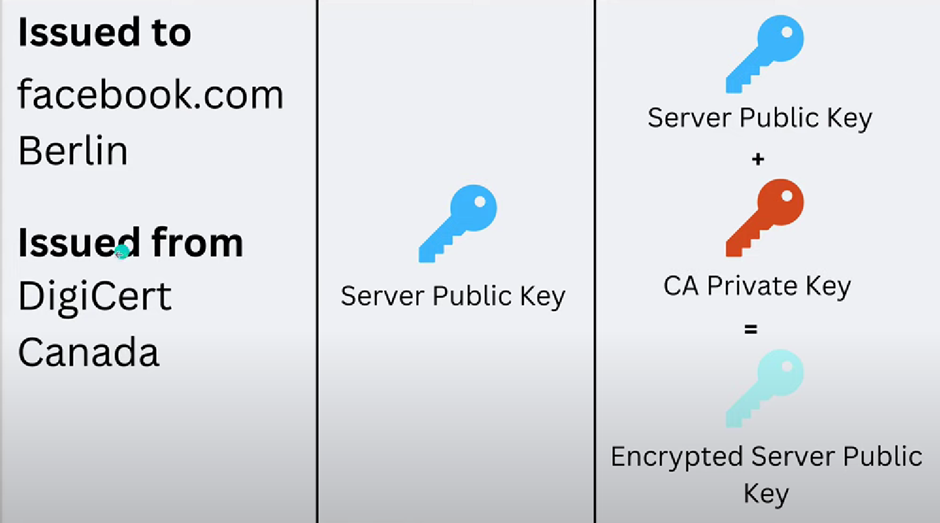 Issued to
facebook.com
Berlin
Issued from
DigiCert
Canada
Server Public Key
Server Public Key
+
CA Private Key
=
Encrypted Server Public
Key